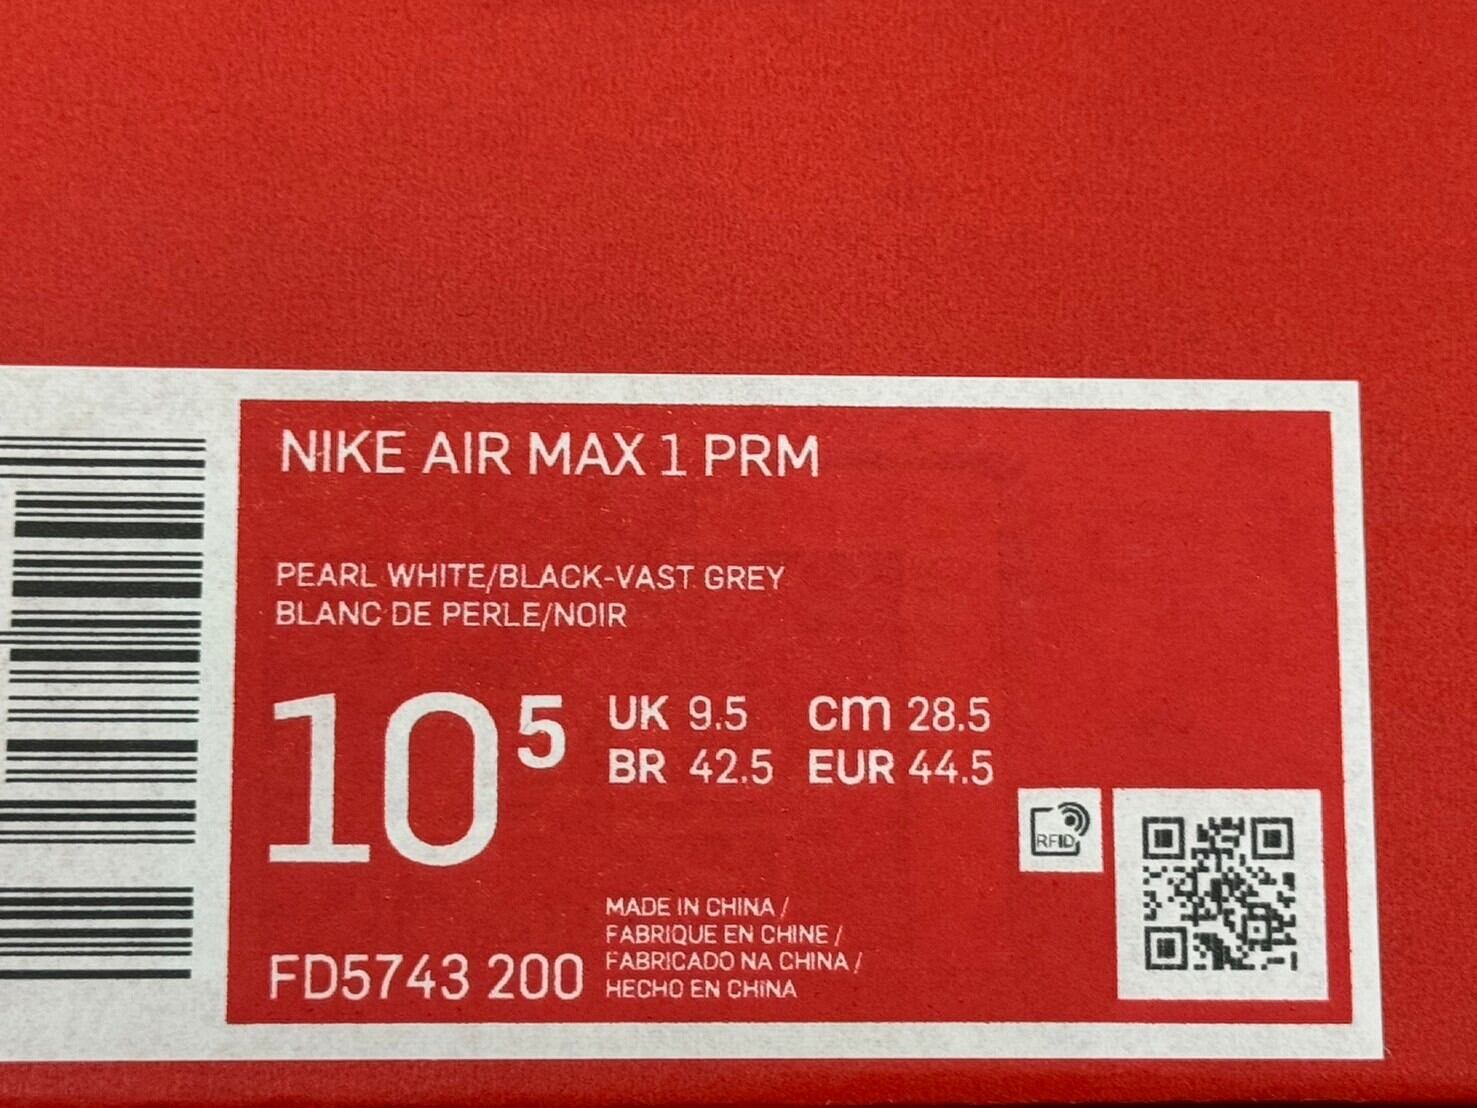 NIKE AIR MAX 1 PRM
PEARL WHITE/BLACK-VAST GREY
BLANC DE PERLE/NOIR
10 5
UK 9.5 cm 28.5
BR 42.5 EUR 44.5
RFID
MADE IN CHINA /
FABRIQUE EN CHINE /
FABRICADO NA CHINA /
HECHO EN CHINA
FD5743 200